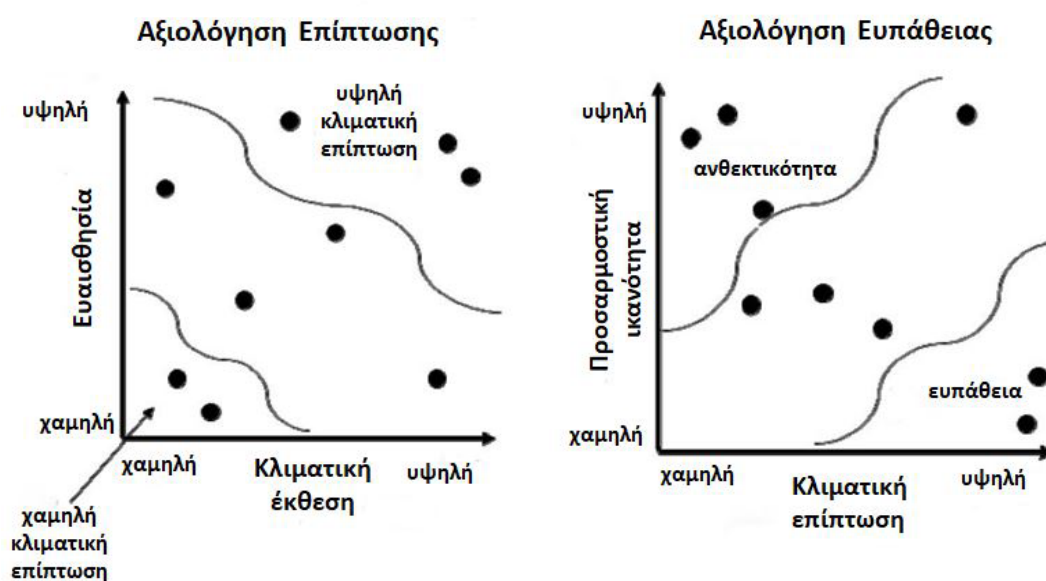 Αξιολόγηση Επίπτωσης
υψηλή
Ευαισθησία
χαμηλή
υψηλή
κλιματική
επίπτωση
χαμηλή
Κλιματική
έκθεση
υψηλή
χαμηλή
κλιματική
επίπτωση
Αξιολόγηση Ευπάθειας
υψηλή
Προσαρμοστική
ικανότητα
χαμηλή
ανθεκτικότητα
ευπάθεια
χαμηλή
Κλιματική
επίπτωση
υψηλή